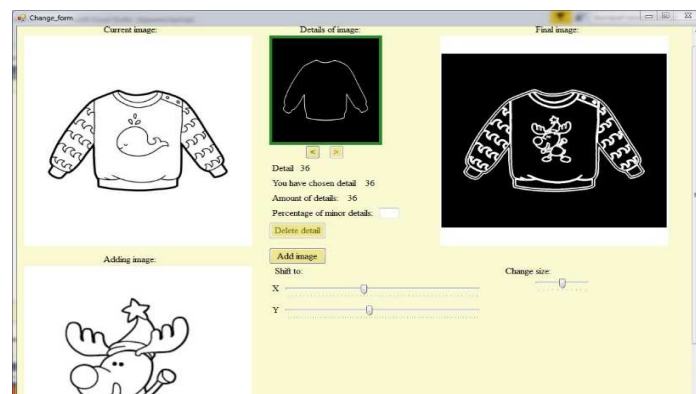 Change_form
Current image:
Details of image:
Final image:
< >
Detail 36
You have chosen detail 36
Amount of details: 36
Percentage of minor details:
Delete detail
Adding image:
Add image
Shift to:
Change size:
X
Y